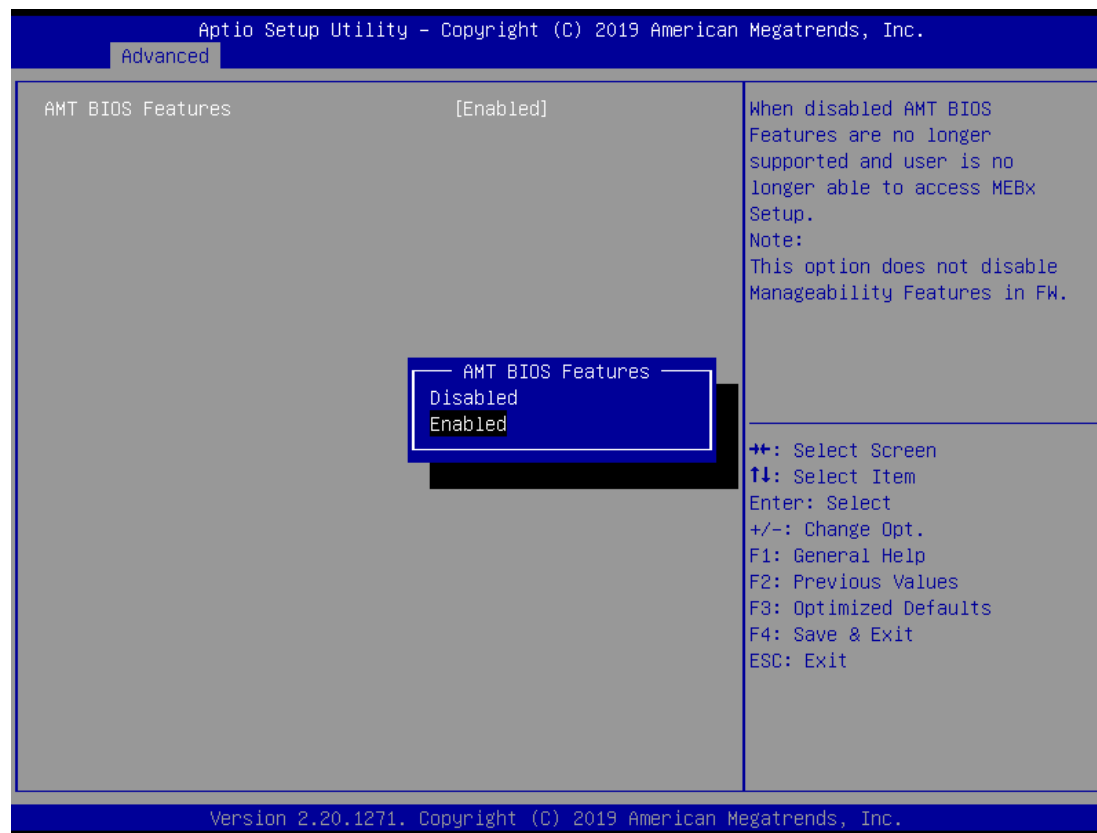 Aptio Setup Utility – Copyright (C) 2019 American Megatrends, Inc.
Advanced
AMT BIOS Features [Enabled]
When disabled AMT BIOS
Features are no longer
supported and user is no
longer able to access MEBx
Setup.
Note:
This option does not disable
Manageability Features in FW.
AMT BIOS Features
Disabled
Enabled
→←: Select Screen
↑↓: Select Item
Enter: Select
+/-: Change Opt.
F1: General Help
F2: Previous Values
F3: Optimized Defaults
F4: Save & Exit
ESC: Exit
Version 2.20.1271. Copyright (C) 2019 American Megatrends, Inc.